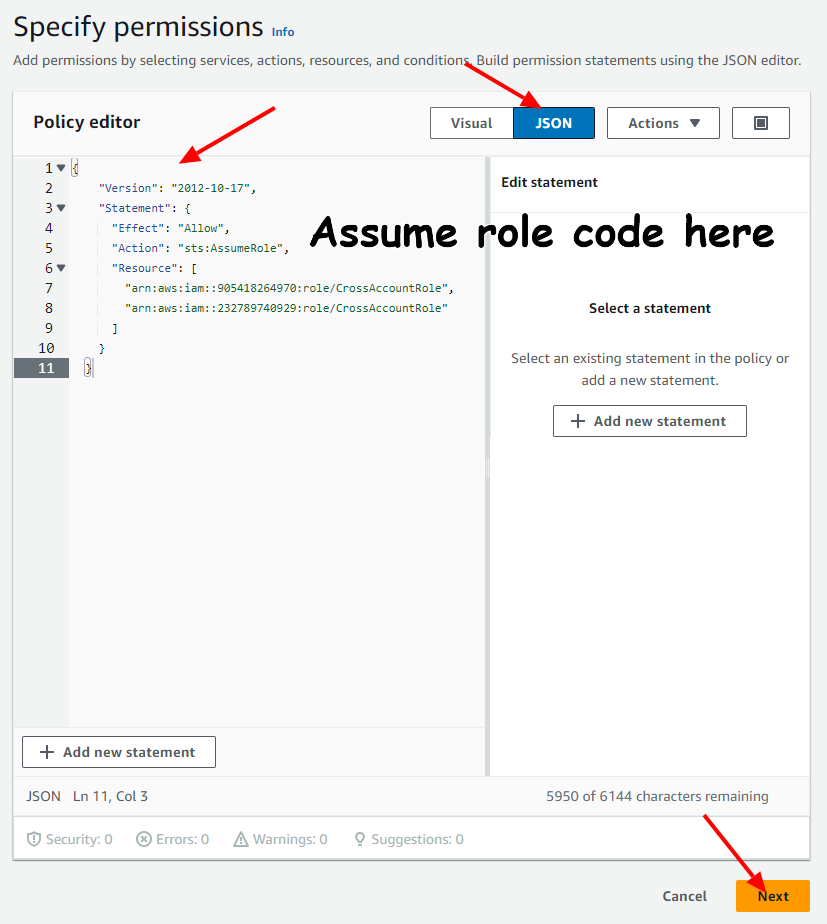 Specify permissions Info
Add permissions by selecting services, actions, resources, and conditions. Build permission statements using the JSON editor.
Policy editor
Visual
JSON
Actions
1 {
2 "Version": "2012-10-17",
3 "Statement": {
4 "Effect": "Allow",
5 "Action": "sts:AssumeRole",
6 "Resource": [
7 "arn:aws:iam::905418264970:role/CrossAccountRole",
8 "arn:aws:iam::232789740929:role/CrossAccountRole"
9 ]
10 }
11 }
Edit statement
Assume role code here
Select a statement
Select an existing statement in the policy or
add a new statement.
+ Add new statement
+ Add new statement
JSON Ln 11, Col 3
5950 of 6144 characters remaining
Security: 0 Errors: 0 Warnings: 0 Suggestions: 0
Cancel
Next